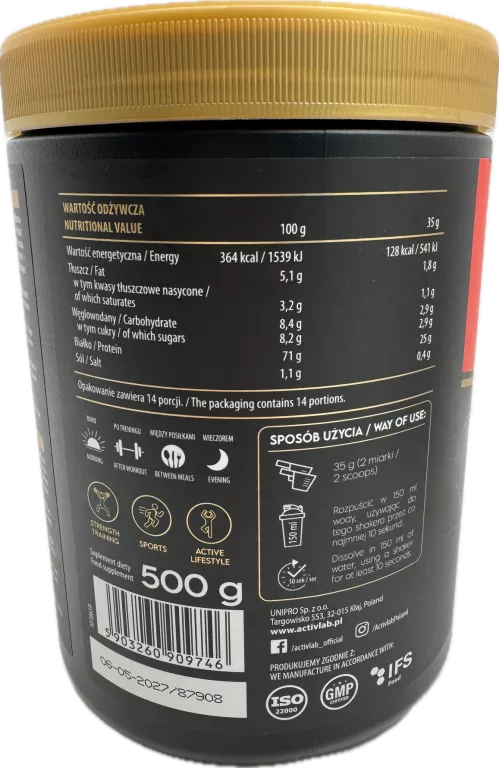 WARTOŚĆ ODŻYWCZA
NUTRITIONAL VALUE 100 g 35 g
Wartość energetyczna / Energy 364 kcal / 1539 kJ 128 kcal / 541 kJ
Tłuszcz / Fat 5,1 g 1,8 g
w tym kwasy tłuszczowe nasycone /
of which saturates 3,2 g 1,1 g
Węglowodany / Carbohydrate 8,4 g 2,9 g
w tym cukry / of which sugars 8,2 g 2,9 g
Białko / Protein 71 g 25 g
Sól / Salt 1,1 g 0,4 g
Opakowanie zawiera 14 porcji. / The packaging contains 14 portions.
RANO PO TRENINGU MIĘDZY POSIŁKAMI WIECZOREM
MORNING AFTER WORKOUT BETWEEN MEALS EVENING
STRENGTH TRAINING
SPORTS
ACTIVE LIFESTYLE
Suplement diety
Food supplement
500 g
5 903260 909746
06-05-2027/87908
SPOSÓB UŻYCIA / WAY OF USE:
35 g (2 miarki /
2 scoops)
150 ml
Rozpuścić w 150 ml
wody, używając do
tego shakera przez co
najmniej 10 sekund.
10 sek / sec
Dissolve in 150 ml of
water, using a shaker
for at least 10 seconds.
UNIPRO Sp. z o.o.
Targowisko 553, 32-015 Kłaj, Poland
www.activlab.pl
/activlab_official
/ActivlabPoland
PRODUKUJEMY ZGODNIE Z:
WE MANUFACTURE IN ACCORDANCE WITH:
ISO
22000
GMP
CERTIFIED
IFS
Food